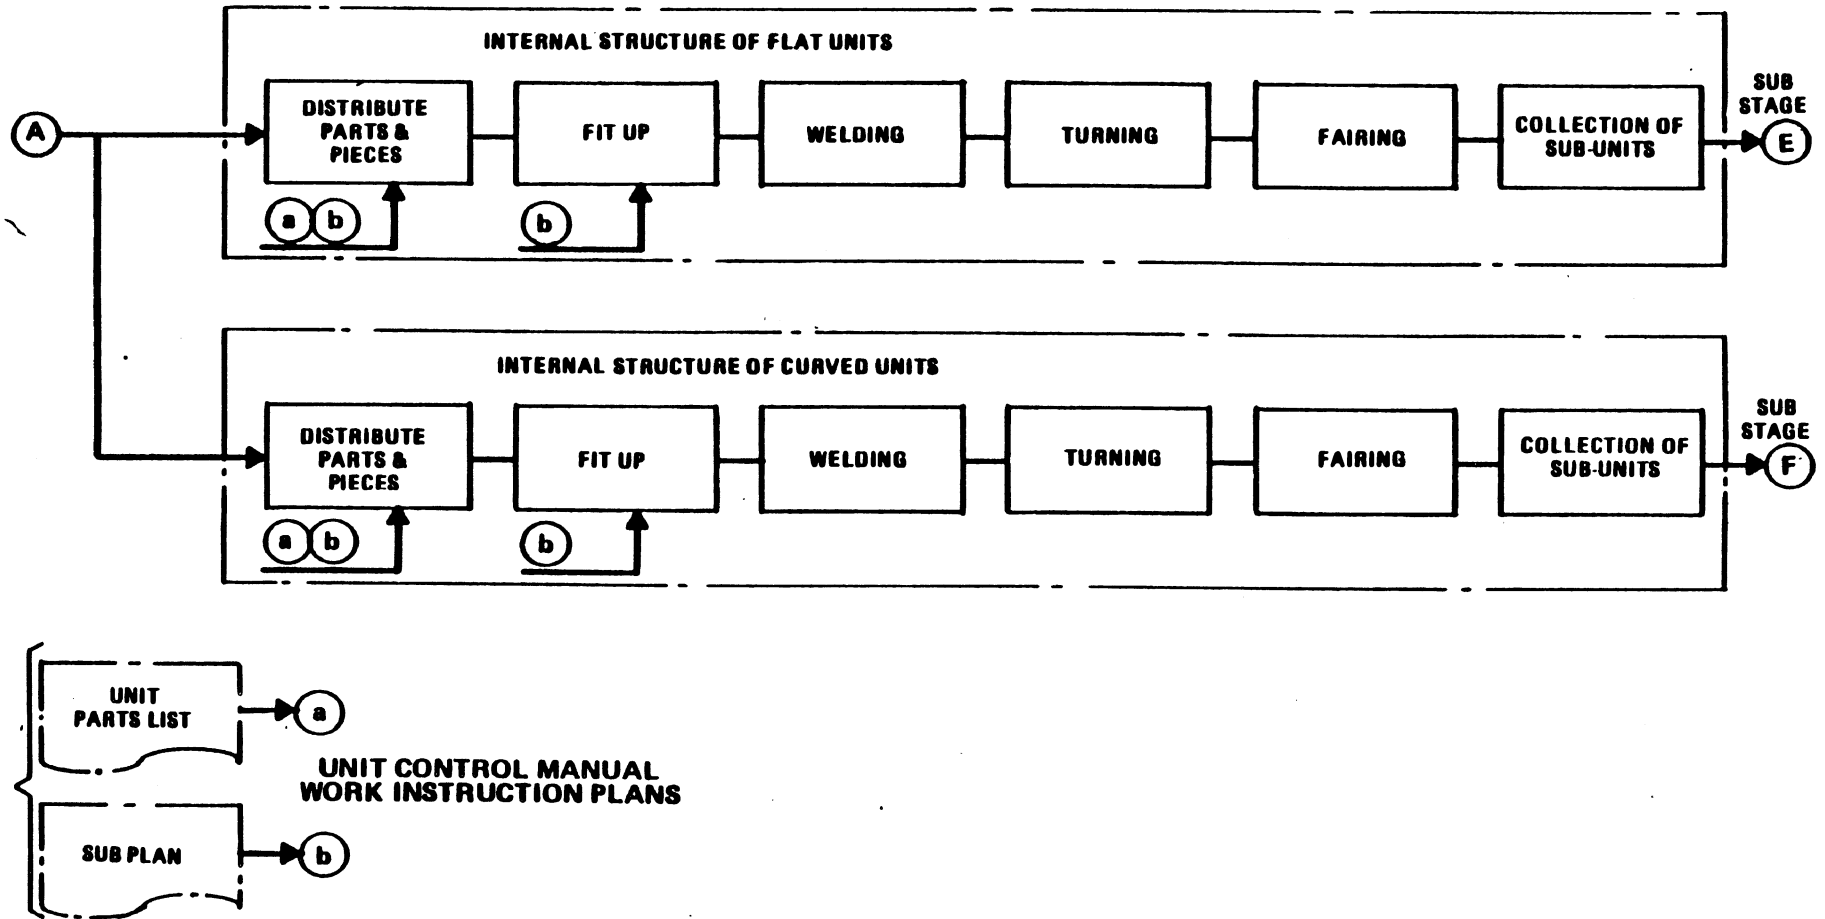 INTERNAL STRUCTURE OF FLAT UNITS
A
DISTRIBUTE
PARTS &
PIECES
FIT UP
WELDING
TURNING
FAIRING
COLLECTION OF
SUB-UNITS
SUB
STAGE
E
a b
b
INTERNAL STRUCTURE OF CURVED UNITS
DISTRIBUTE
PARTS &
PIECES
FIT UP
WELDING
TURNING
FAIRING
COLLECTION OF
SUB-UNITS
SUB
STAGE
F
a b
b
UNIT
PARTS LIST
a
UNIT CONTROL MANUAL
WORK INSTRUCTION PLANS
SUB PLAN
b